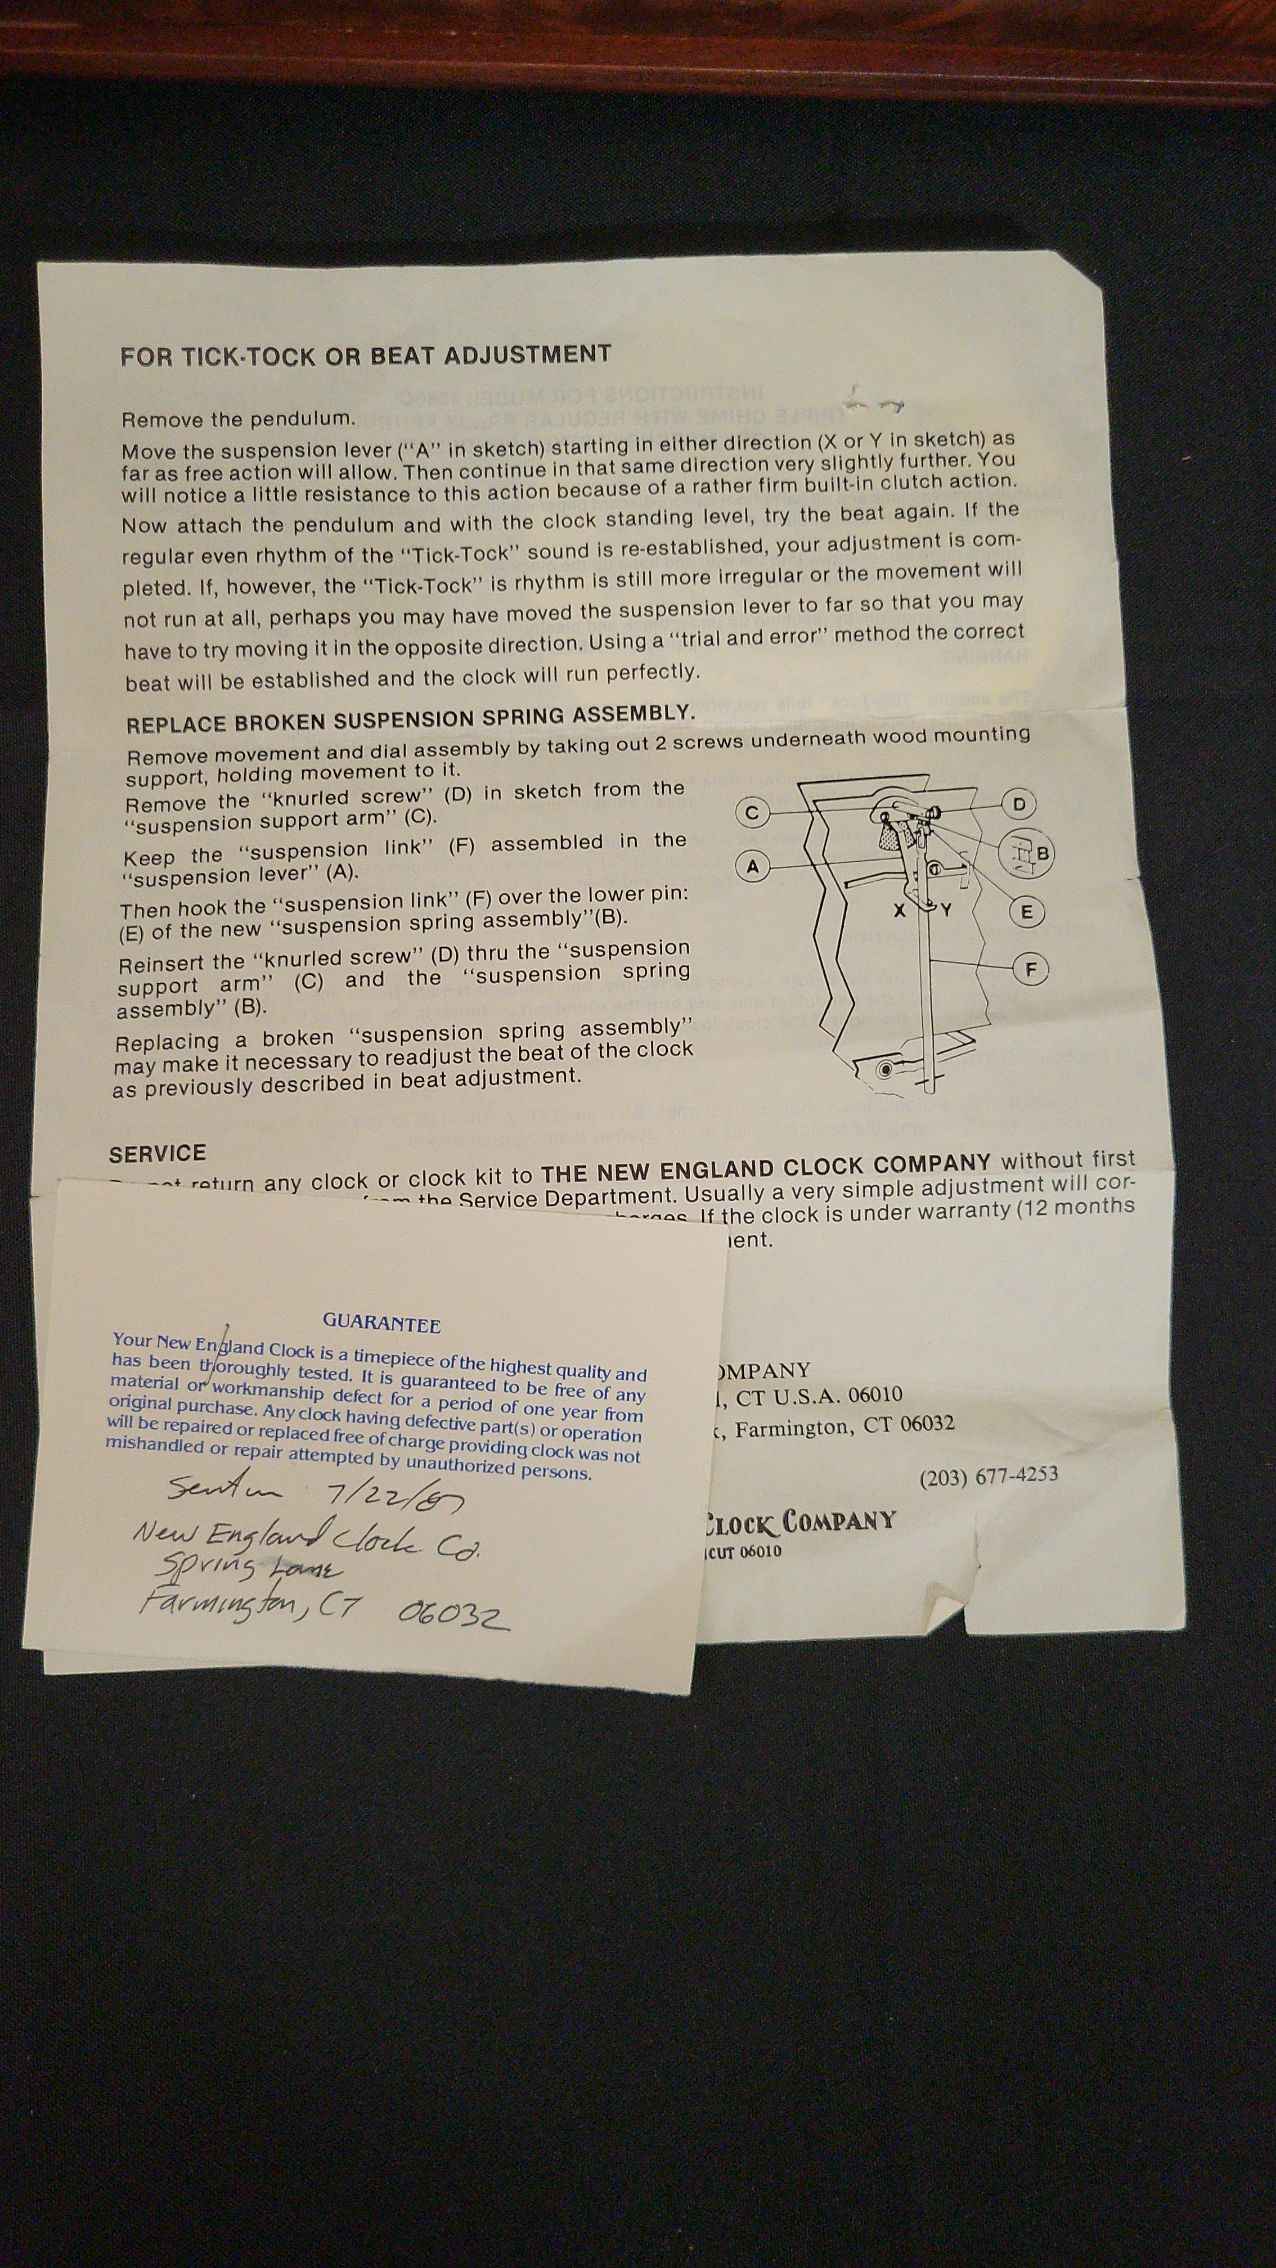 FOR TICK-TOCK OR BEAT ADJUSTMENT
Remove the pendulum.
Move the suspension lever ("A" in sketch) starting in either direction (X or Y in sketch) as
far as free action will allow. Then continue in that same direction very slightly further. You
will notice a little resistance to this action because of a rather firm built-in clutch action.
Now attach the pendulum and with the clock standing level, try the beat again. If the
regular even rhythm of the "Tick-Tock" sound is re-established, your adjustment is com-
pleted. If, however, the "Tick-Tock" is rhythm is still more irregular or the movement will
not run at all, perhaps you may have moved the suspension lever to far so that you may
have to try moving it in the opposite direction. Using a "trial and error" method the correct
beat will be established and the clock will run perfectly.
REPLACE BROKEN SUSPENSION SPRING ASSEMBLY.
Remove movement and dial assembly by taking out 2 screws underneath wood mounting
support, holding movement to it.
Remove the "knurled screw" (D) in sketch from the
"suspension support arm" (C).
Keep the "suspension link" (F) assembled in the
"suspension lever" (A).
Then hook the "suspension link" (F) over the lower pin:
(E) of the new "suspension spring assembly"(B).
Reinsert the "knurled screw" (D) thru the "suspension
support arm" (C) and the "suspension spring
assembly" (B).
Replacing a broken "suspension spring assembly"
may make it necessary to readjust the beat of the clock
as previously described in beat adjustment.
C
D
B
A
X
Y
E
F
SERVICE
return any clock or clock kit to THE NEW ENGLAND CLOCK COMPANY without first
the Service Department. Usually a very simple adjustment will cor-
If the clock is under warranty (12 months
OMPANY
, CT U.S.A. 06010
, Farmington, CT 06032
(203) 677-4253
CLOCK COMPANY
CUT 06010
GUARANTEE
Your New England Clock is a timepiece of the highest quality and
has been thoroughly tested. It is guaranteed to be free of any
material or workmanship defect for a period of one year from
original purchase. Any clock having defective part(s) or operation
will be repaired or replaced free of charge providing clock was not
mishandled or repair attempted by unauthorized persons.
Sent in 7/22/87
New England Clock Co.
Spring Lane
Farmington, CT 06032